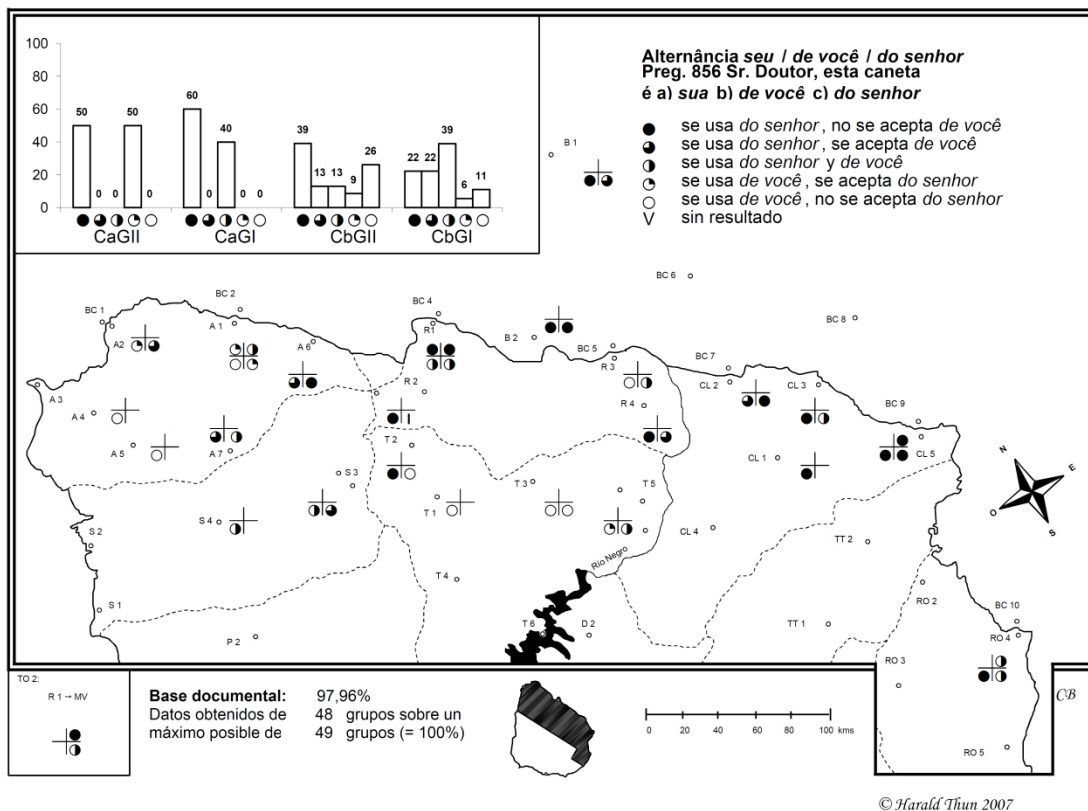 100
80
60
40
20
0
50 0 0 50 0
60 0 40 0 0
39 13 13 9 26
22 22 39 6 11
CaGII CaGI CbGII CbGI
Alternância seu / de você / do senhor
Preg. 856 Sr. Doutor, esta caneta
é a) sua b) de você c) do senhor
se usa do senhor, no se acepta de você
se usa do senhor, se acepta de você
se usa do senhor y de você
se usa de você, se acepta do senhor
se usa de você, no se acepta do senhor
V sin resultado
B 1
BC 6
BC 1
BC 2
BC 4
BC 8
A 1
R1
A2
A 6
B 2
BC 5
R 3
BC 7
CL 2
CL 3
A 3
R 2
A 4
R 4
BC 9
A 5
A 7
T 2
CL 1
CL 5
S 3
T 3
T 5
N
E
O
S
S 4
T 1
S 2
CL 4
TT 2
Río Negro
T 4
RO 2
S 1
BC 10
P 2
T 6
D 2
TT 1
RO 4
RO 3
RO 5
TO 2:
R 1 → MV
Base documental: 97,96%
Datos obtenidos de 48 grupos sobre un
máximo posible de 49 grupos (= 100%)
0 20 40 60 80 100
kms
CB
© Harald Thun 2007